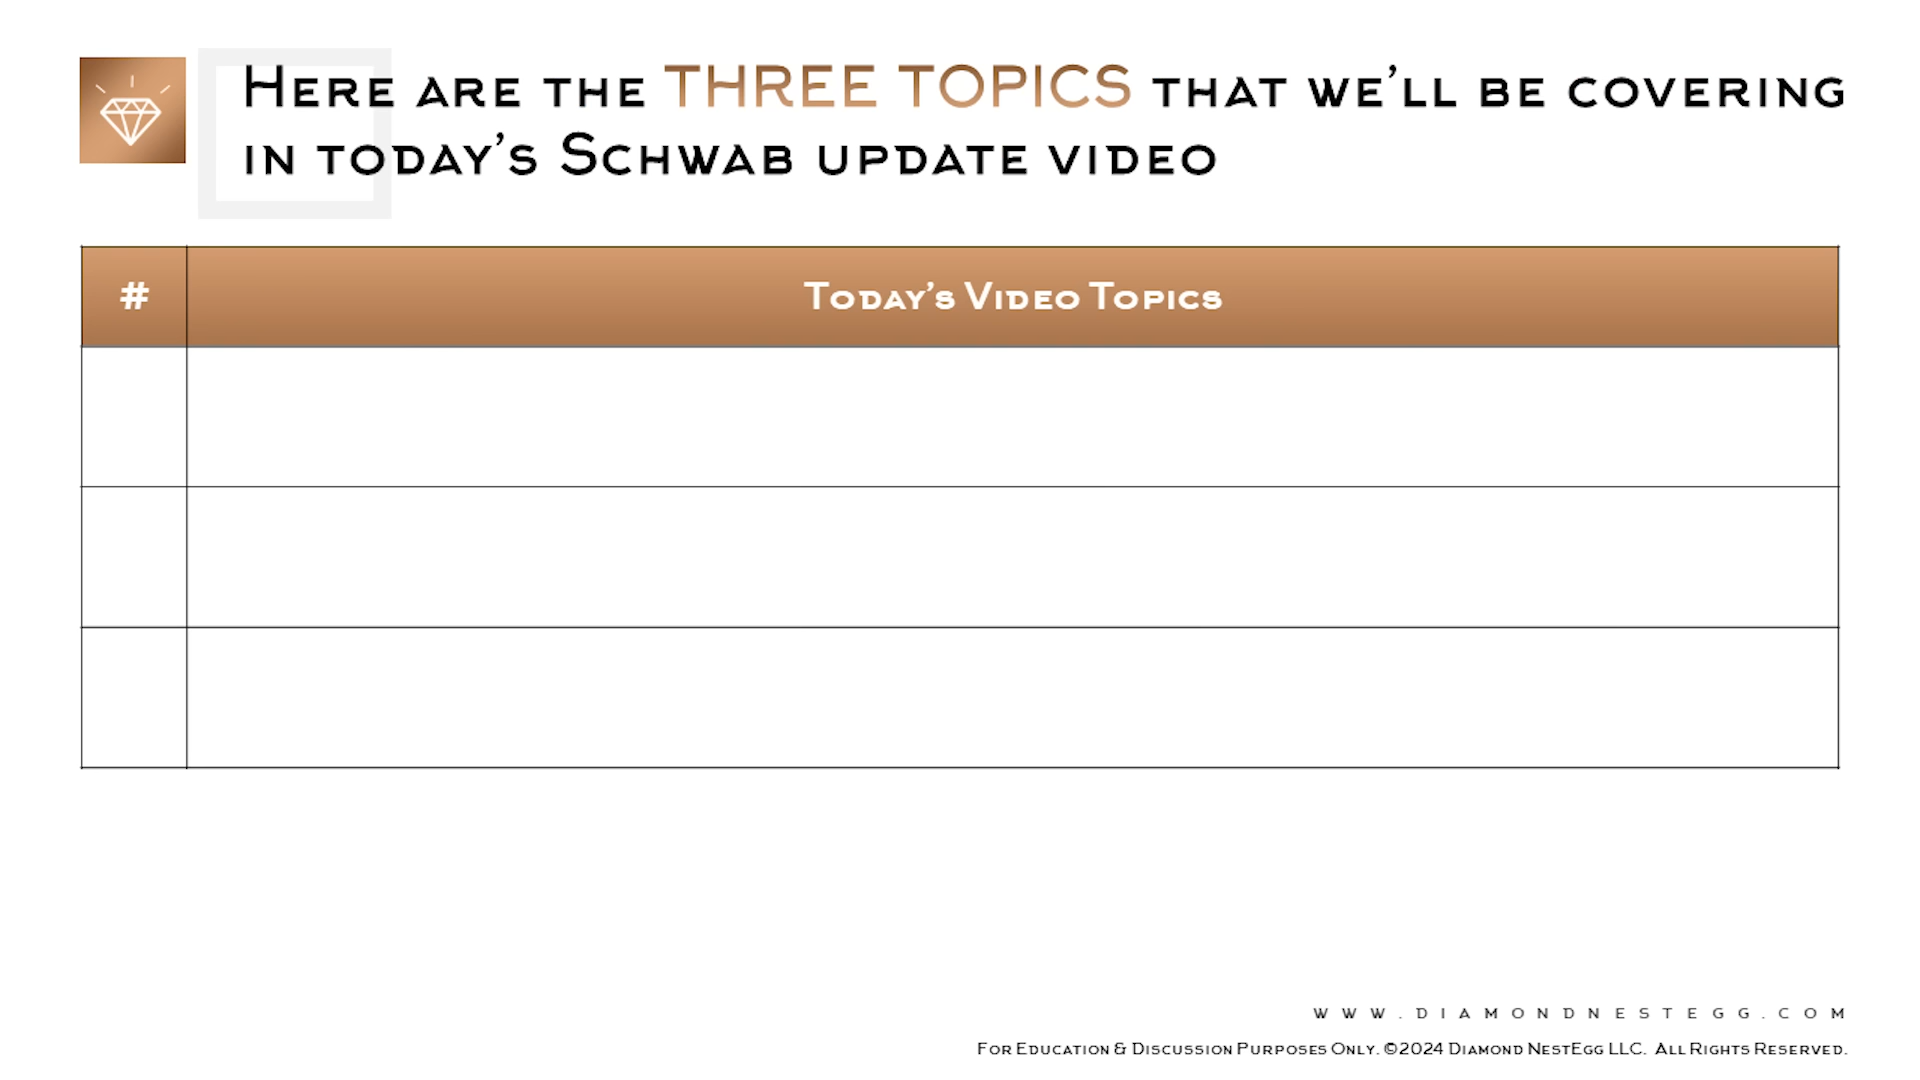 Here are the THREE TOPICS that we'll be covering
in today's Schwab update video
# Today's Video Topics
www.diamondnestegg.com
For Education & Discussion Purposes Only. ©2024 Diamond NestEgg LLC. All Rights Reserved.